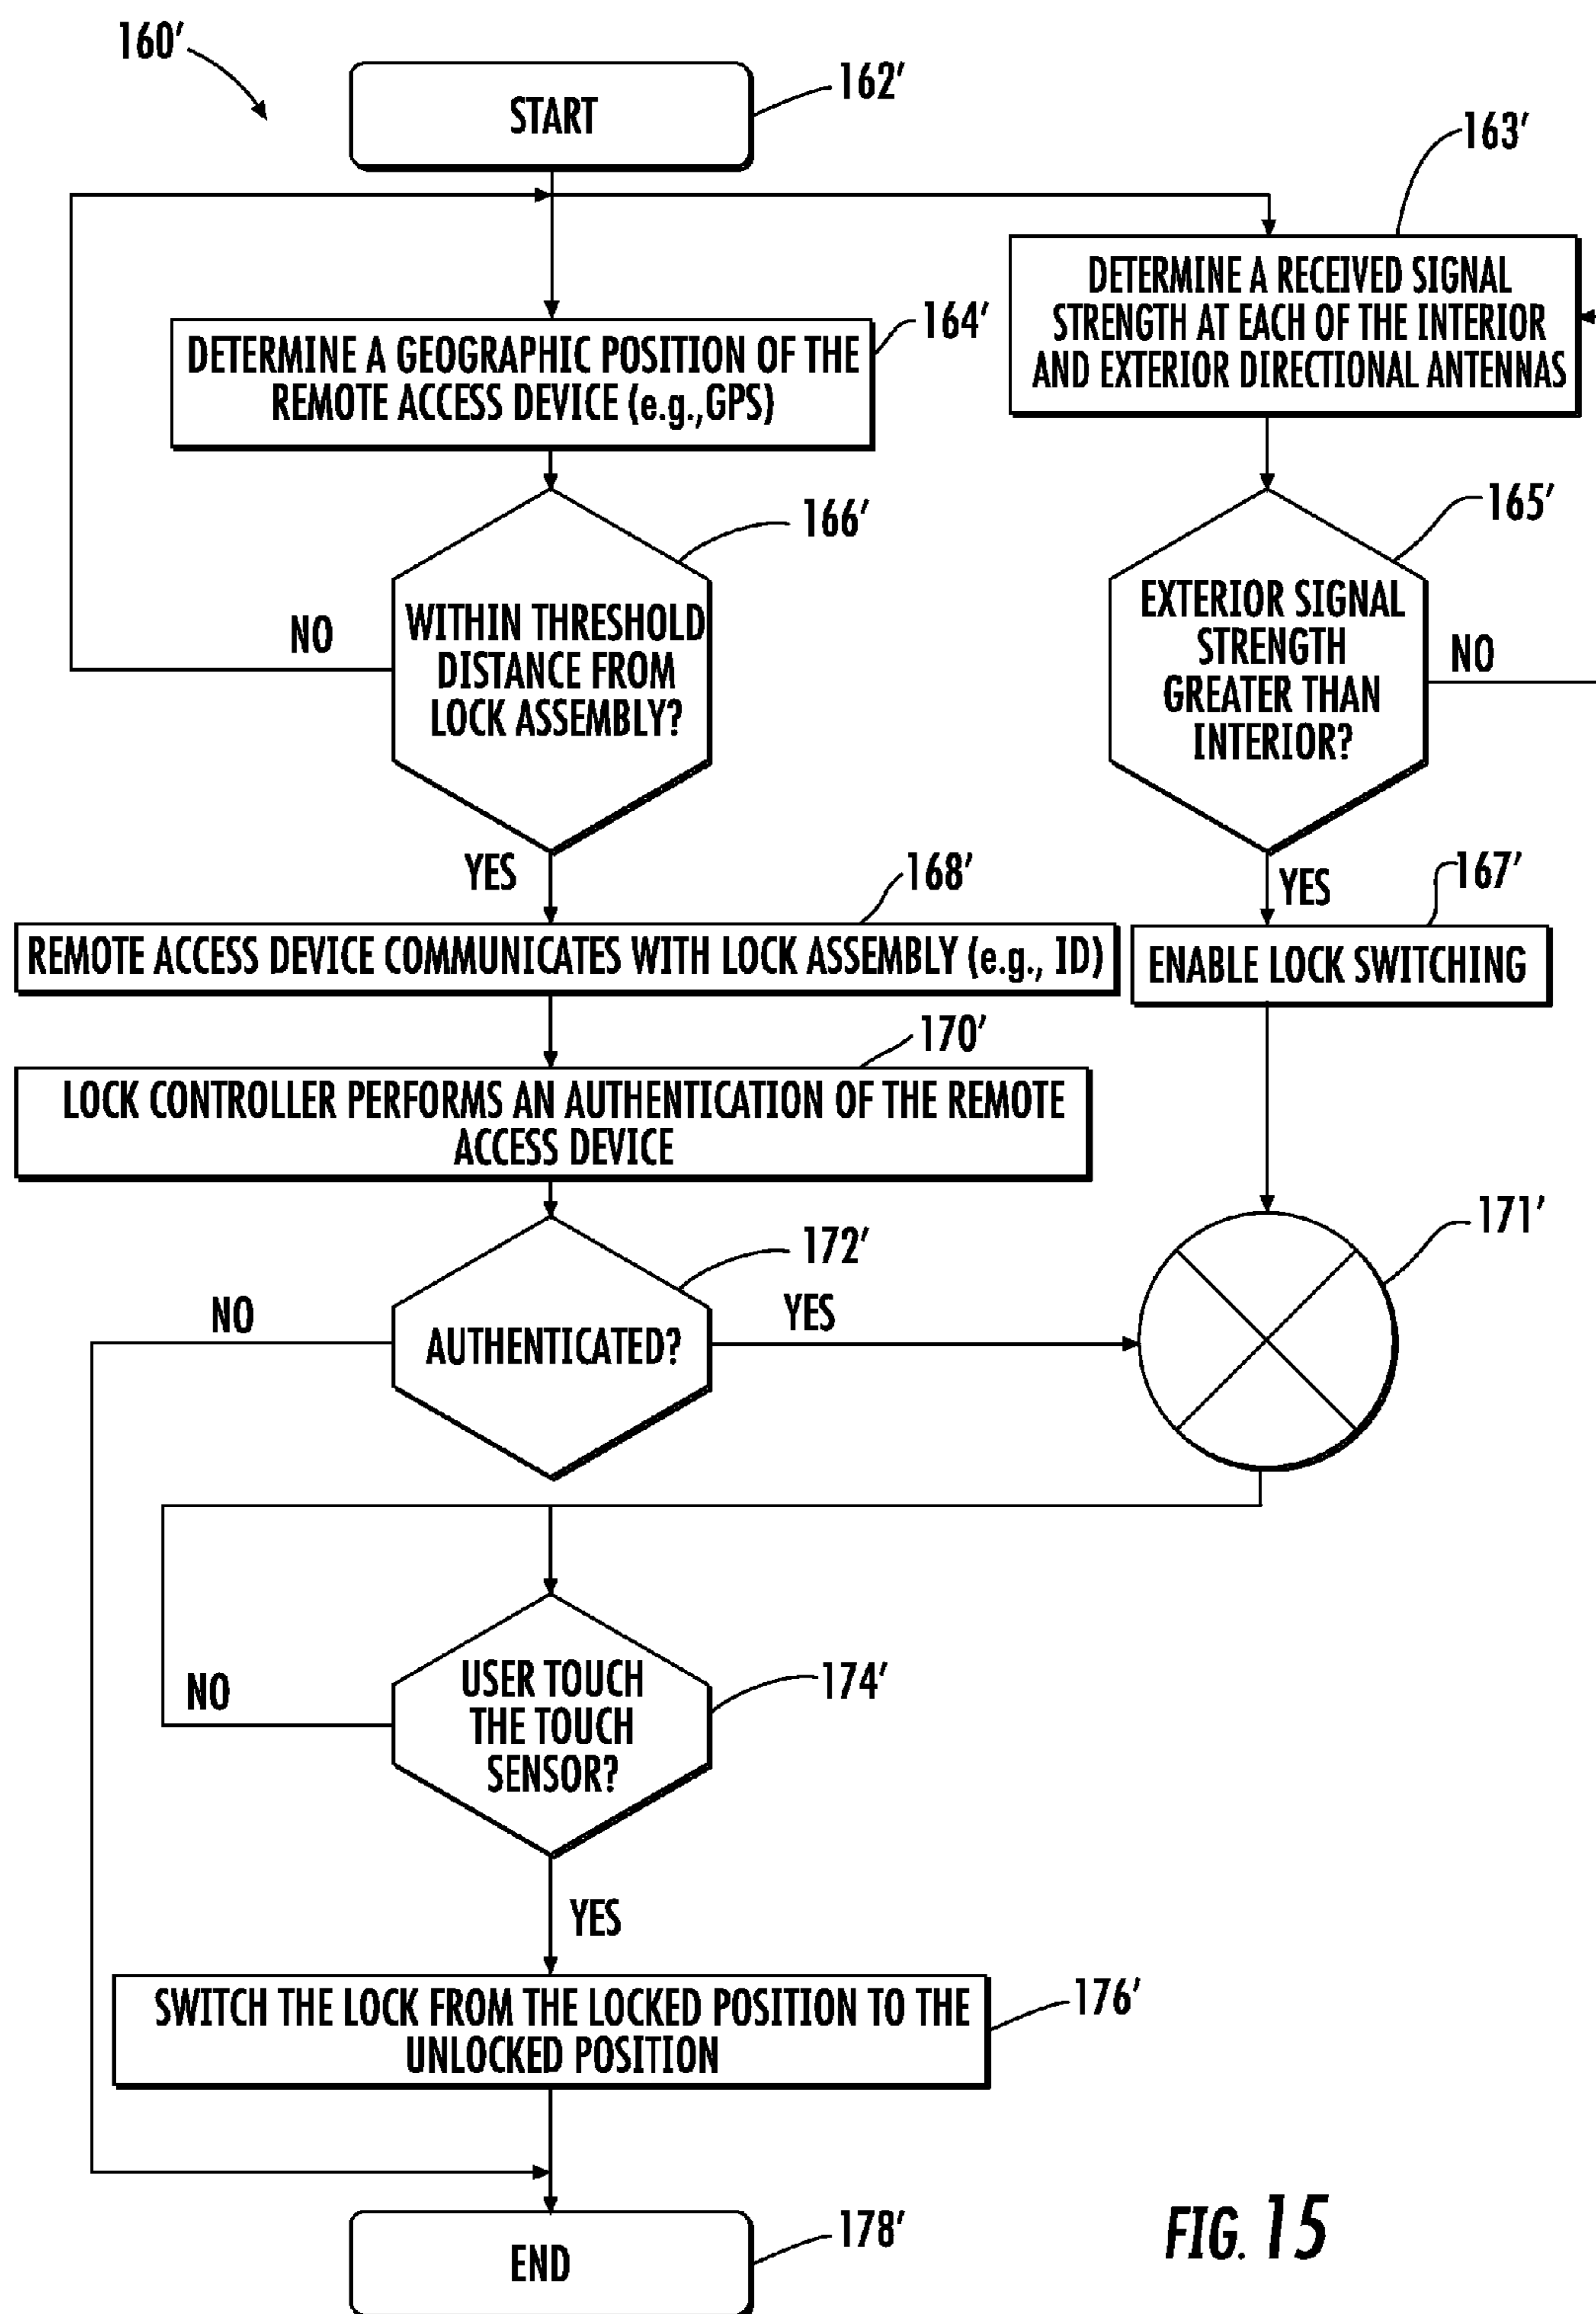 160′
START
162′
163′
DETERMINE A RECEIVED SIGNAL
STRENGTH AT EACH OF THE INTERIOR
AND EXTERIOR DIRECTIONAL ANTENNAS
164′
DETERMINE A GEOGRAPHIC POSITION OF THE
REMOTE ACCESS DEVICE (e.g.,GPS)
166′
WITHIN THRESHOLD
DISTANCE FROM
LOCK ASSEMBLY?
NO
YES
165′
EXTERIOR SIGNAL
STRENGTH
GREATER THAN
INTERIOR?
NO
YES
168′
REMOTE ACCESS DEVICE COMMUNICATES WITH LOCK ASSEMBLY (e.g., ID)
167′
ENABLE LOCK SWITCHING
170′
LOCK CONTROLLER PERFORMS AN AUTHENTICATION OF THE REMOTE
ACCESS DEVICE
172′
AUTHENTICATED?
NO
YES
171′
174′
USER TOUCH
THE TOUCH
SENSOR?
NO
YES
176′
SWITCH THE LOCK FROM THE LOCKED POSITION TO THE
UNLOCKED POSITION
178′
END
FIG. 15